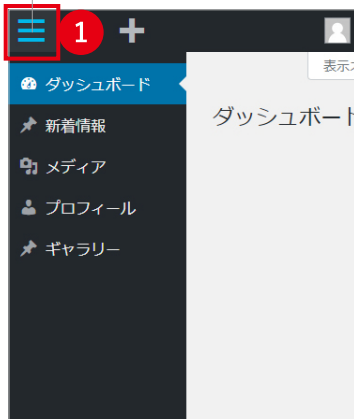 1
表示
ダッシュボード
ダッシュボード
新着情報
メディア
プロフィール
ギャラリー